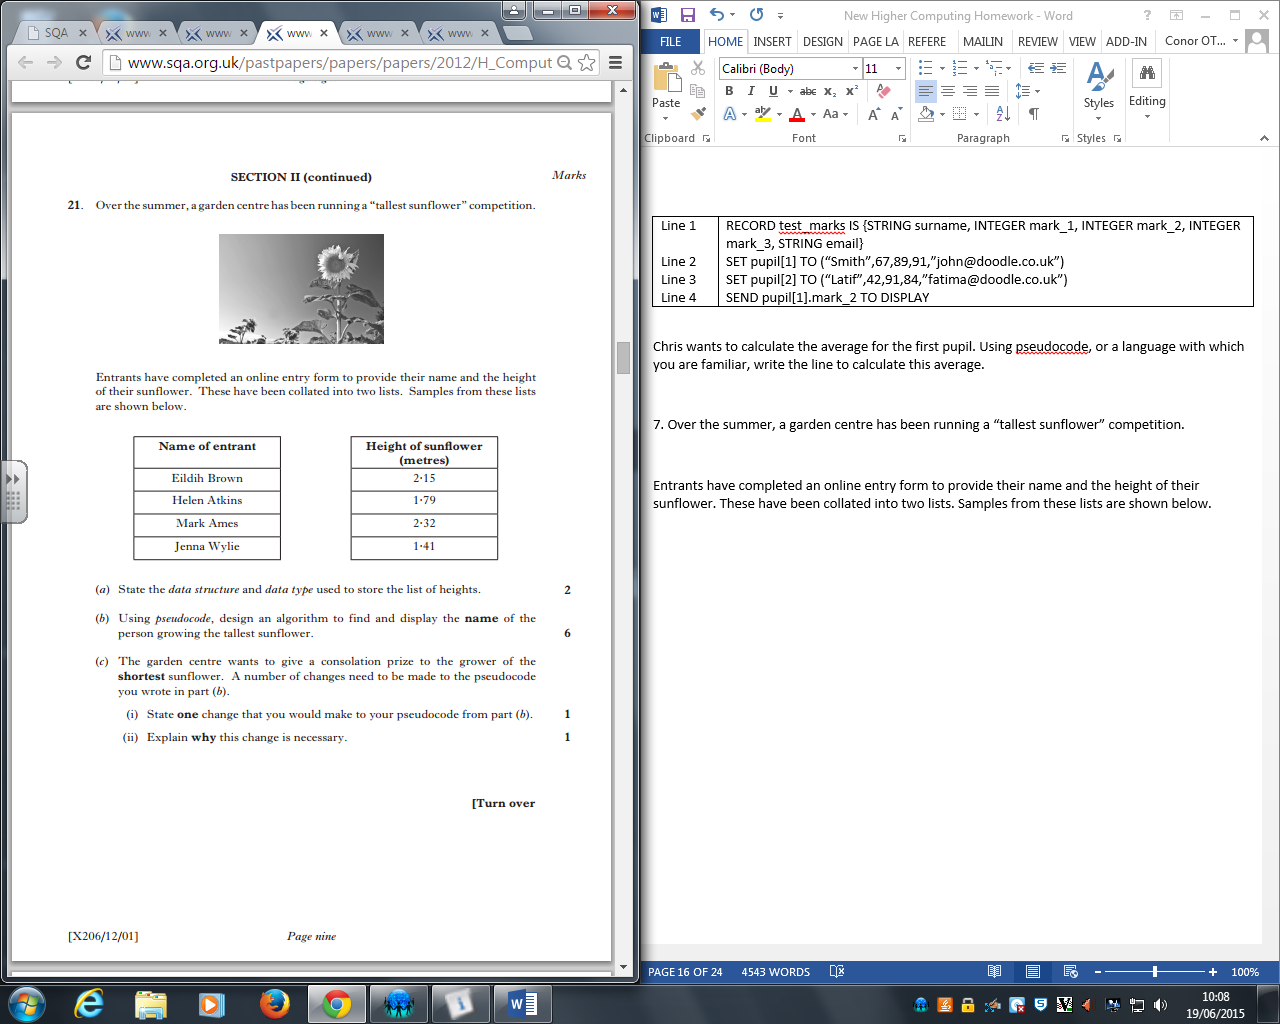 SQA
www
www
www
www
www
www.sqa.org.uk/pastpapers/papers/papers/2012/H_Comput
SECTION II (continued)
Marks
21. Over the summer, a garden centre has been running a “tallest sunflower” competition.
Entrants have completed an online entry form to provide their name and the height
of their sunflower. These have been collated into two lists. Samples from these lists
are shown below.
Name of entrant
Eildih Brown
Helen Atkins
Mark Ames
Jenna Wylie
Height of sunflower
(metres)
2·15
1·79
2·32
1·41
(a) State the data structure and data type used to store the list of heights. 2
(b) Using pseudocode, design an algorithm to find and display the name of the
person growing the tallest sunflower. 6
(c) The garden centre wants to give a consolation prize to the grower of the
shortest sunflower. A number of changes need to be made to the pseudocode
you wrote in part (b).
(i) State one change that you would make to your pseudocode from part (b). 1
(ii) Explain why this change is necessary. 1
[Turn over
[X206/12/01]
Page nine
New Higher Computing Homework - Word
FILE HOME INSERT DESIGN PAGE LA REFERE MAILIN REVIEW VIEW ADD-IN Conor OT...
Calibri (Body) 11
Paste
B I U abc x₂ x²
A ab A Aa A A
Styles
Editing
Clipboard Font Paragraph Styles
Line 1 RECORD test_marks IS {STRING surname, INTEGER mark_1, INTEGER mark_2, INTEGER
mark_3, STRING email}
Line 2 SET pupil[1] TO (“Smith”,67,89,91,”john@doodle.co.uk”)
Line 3 SET pupil[2] TO (“Latif”,42,91,84,”fatima@doodle.co.uk”)
Line 4 SEND pupil[1].mark_2 TO DISPLAY
Chris wants to calculate the average for the first pupil. Using pseudocode, or a language with which
you are familiar, write the line to calculate this average.
7. Over the summer, a garden centre has been running a “tallest sunflower” competition.
Entrants have completed an online entry form to provide their name and the height of their
sunflower. These have been collated into two lists. Samples from these lists are shown below.
PAGE 16 OF 24 4543 WORDS
100%
10:08
19/06/2015